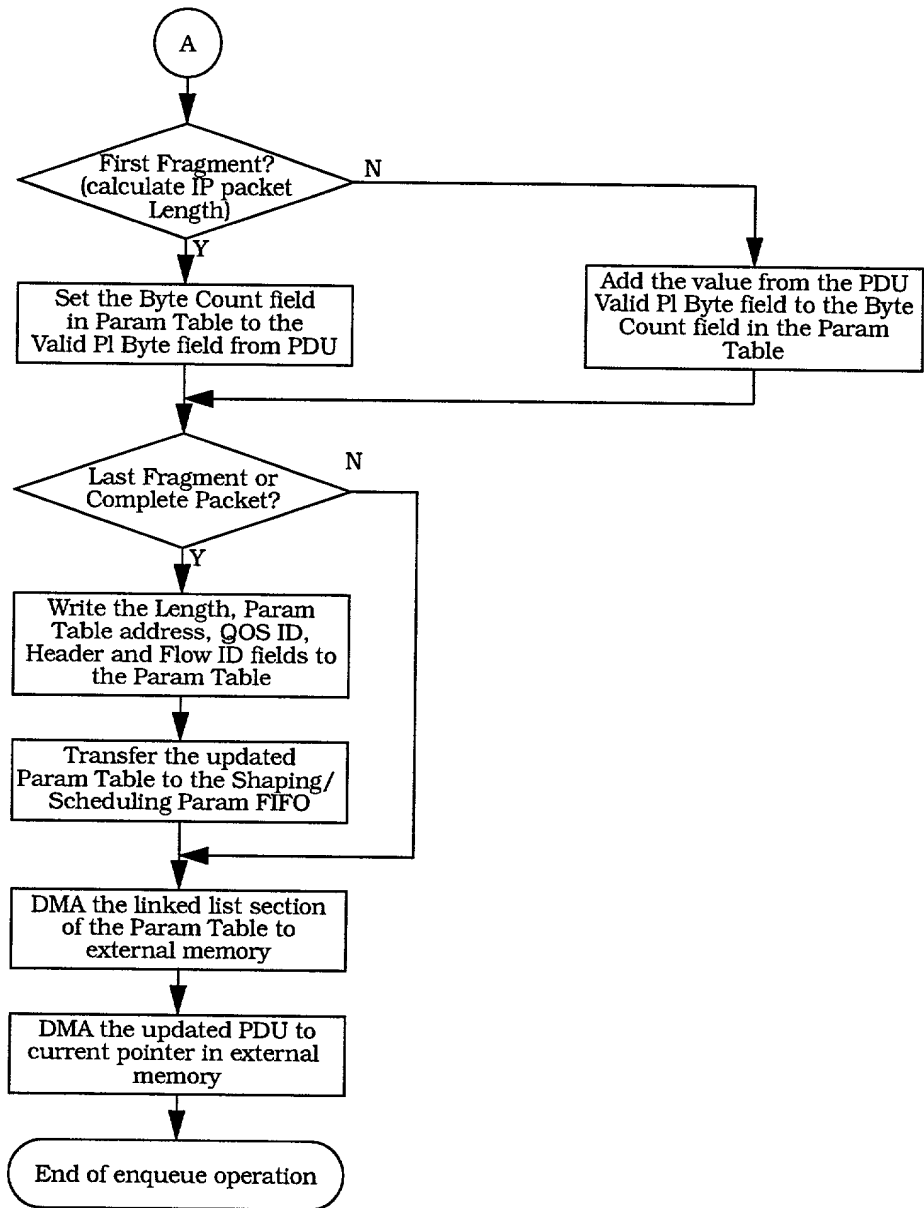 A
First Fragment?
(calculate IP packet
Length)
N
Y
Set the Byte Count field
in Param Table to the
Valid Pl Byte field from PDU
Add the value from the PDU
Valid Pl Byte field to the Byte
Count field in the Param
Table
Last Fragment or
Complete Packet?
N
Y
Write the Length, Param
Table address, QOS ID,
Header and Flow ID fields to
the Param Table
Transfer the updated
Param Table to the Shaping/
Scheduling Param FIFO
DMA the linked list section
of the Param Table to
external memory
DMA the updated PDU to
current pointer in external
memory
End of enqueue operation